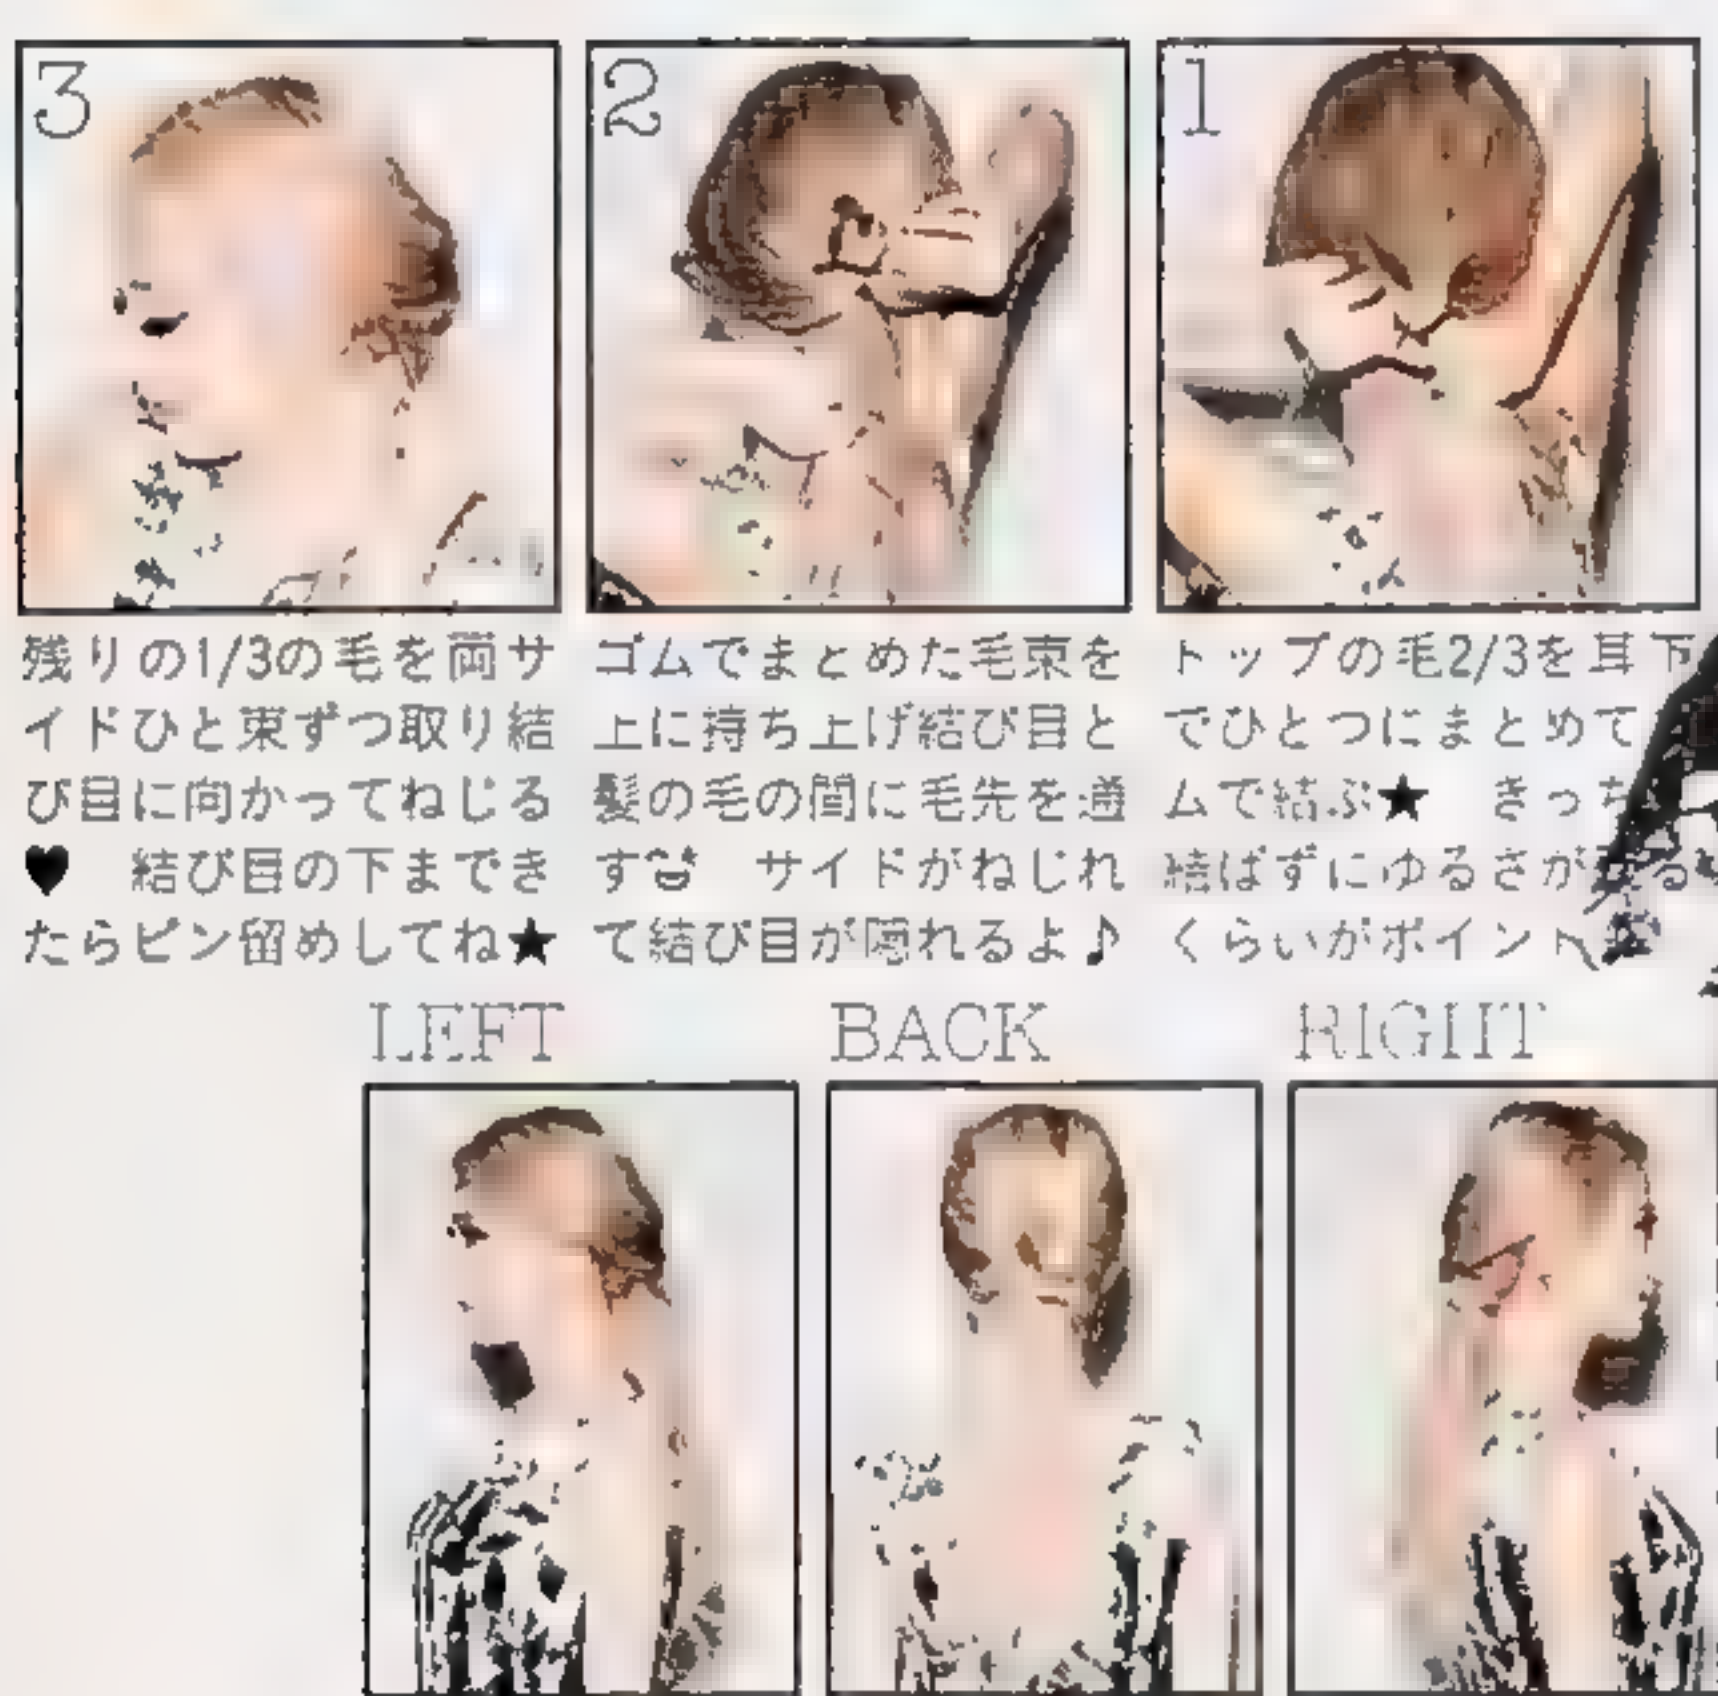 1
トップの毛2/3を耳下
でひとつにまとめて
ムで結ぶ★ きっち
結ばずにゆるさが
くらいがポイント
2
ゴムでまとめた毛束を
上に持ち上げ結び目と
髪の毛の間に毛先を通
す サイドがねじれ
て結び目が隠れるよ♪
3
残りの1/3の毛を両サ
イドひと束ずつ取り結
び目に向かってねじる
♥ 結び目の下までき
たらピン留めしてね★
LEFT
BACK
RIGHT